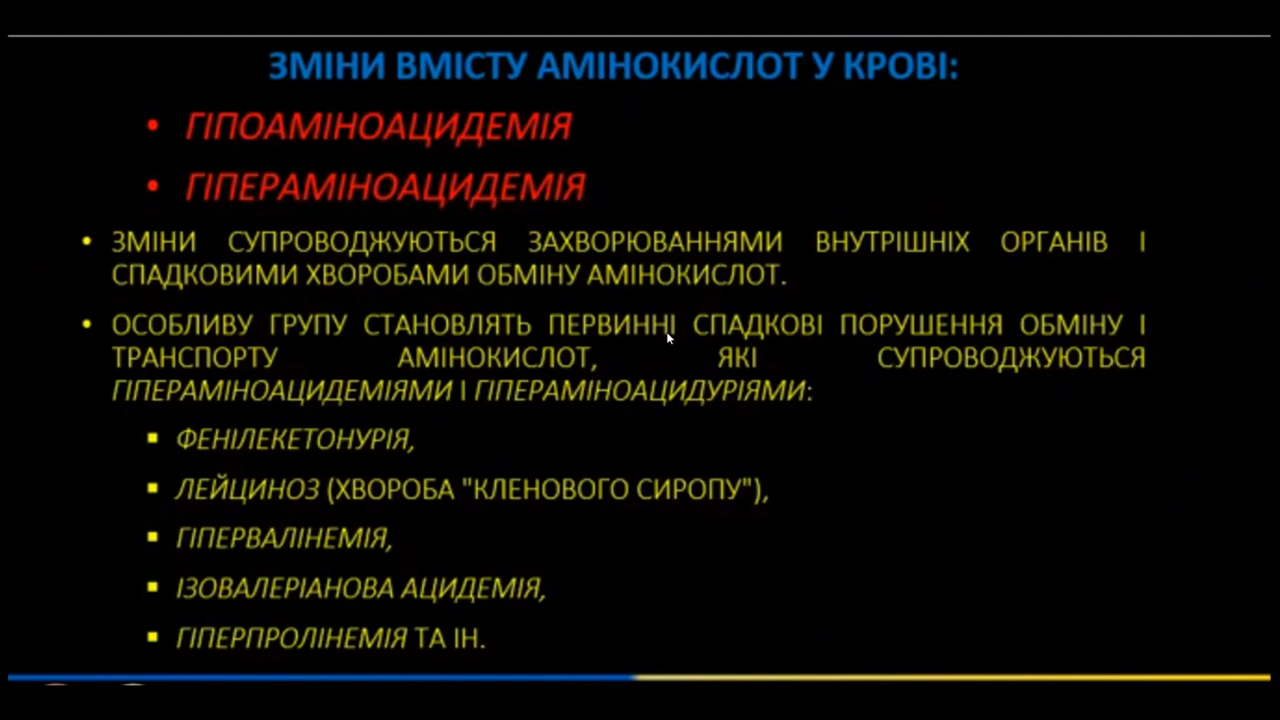 ЗМІНИ ВМІСТУ АМІНОКИСЛОТ У КРОВІ:
• ГІПОАМІНОАЦИДЕМІЯ
• ГІПЕРАМІНОАЦИДЕМІЯ
• ЗМІНИ СУПРОВОДЖУЮТЬСЯ ЗАХВОРЮВАННЯМИ ВНУТРІШНІХ ОРГАНІВ І
СПАДКОВИМИ ХВОРОБАМИ ОБМІНУ АМІНОКИСЛОТ.
• ОСОБЛИВУ ГРУПУ СТАНОВЛЯТЬ ПЕРВИННІ СПАДКОВІ ПОРУШЕННЯ ОБМІНУ І
ТРАНСПОРТУ АМІНОКИСЛОТ, ЯКІ СУПРОВОДЖУЮТЬСЯ
ГІПЕРАМІНОАЦИДЕМІЯМИ І ГІПЕРАМІНОАЦИДУРІЯМИ:
▪ ФЕНІЛЕКЕТОНУРІЯ,
▪ ЛЕЙЦИНОЗ (ХВОРОБА "КЛЕНОВОГО СИРОПУ"),
▪ ГІПЕРВАЛІНЕМІЯ,
▪ ІЗОВАЛЕРІАНОВА АЦИДЕМІЯ,
▪ ГІПЕРПРОЛІНЕМІЯ ТА ІН.